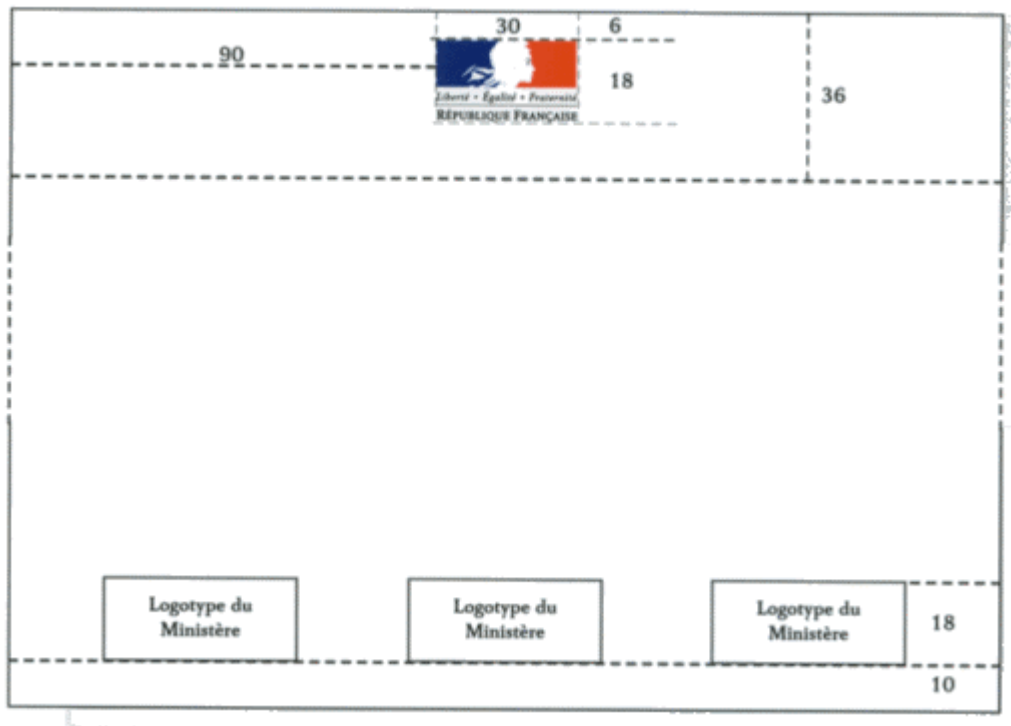 30
6
90
18
36
Liberté • Égalité • Fraternité
RÉPUBLIQUE FRANÇAISE
Logotype du
Ministère
Logotype du
Ministère
Logotype du
Ministère
18
10